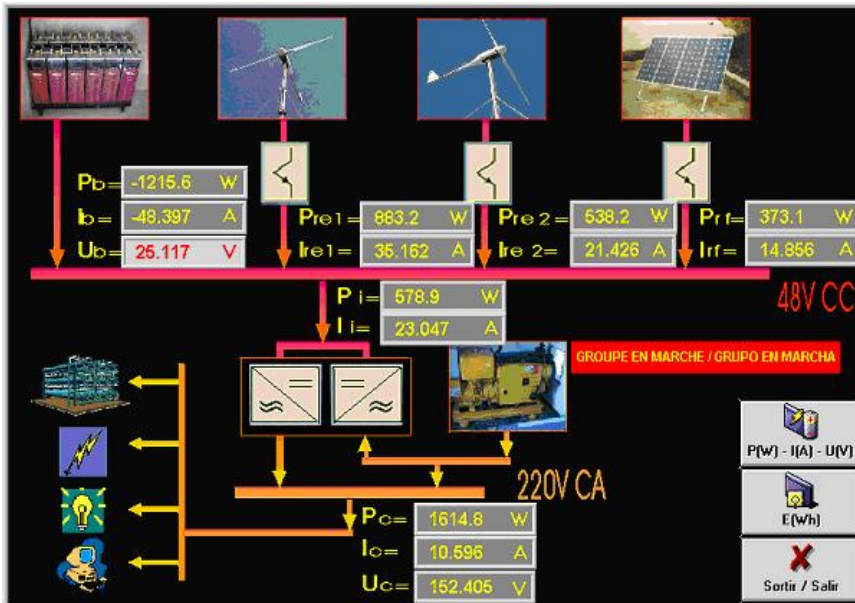 Pb= -1215.6 W
Ib= -48.397 A
Ub= 25.117 V
Pre1= 883.2 W
Ire1= 35.162 A
Pre 2= 538.2 W
Ire 2= 21.426 A
Prf= 373.1 W
Irf= 14.856 A
48V CC
Pi= 578.9 W
Ii= 23.047 A
GROUPE EN MARCHE / GRUPO EN MARCHA
220V CA
Pc= 1614.8 W
Ic= 10.596 A
Uc= 152.405 V
P(W) - I(A) - U(V)
E(Wh)
Sortir / Salir